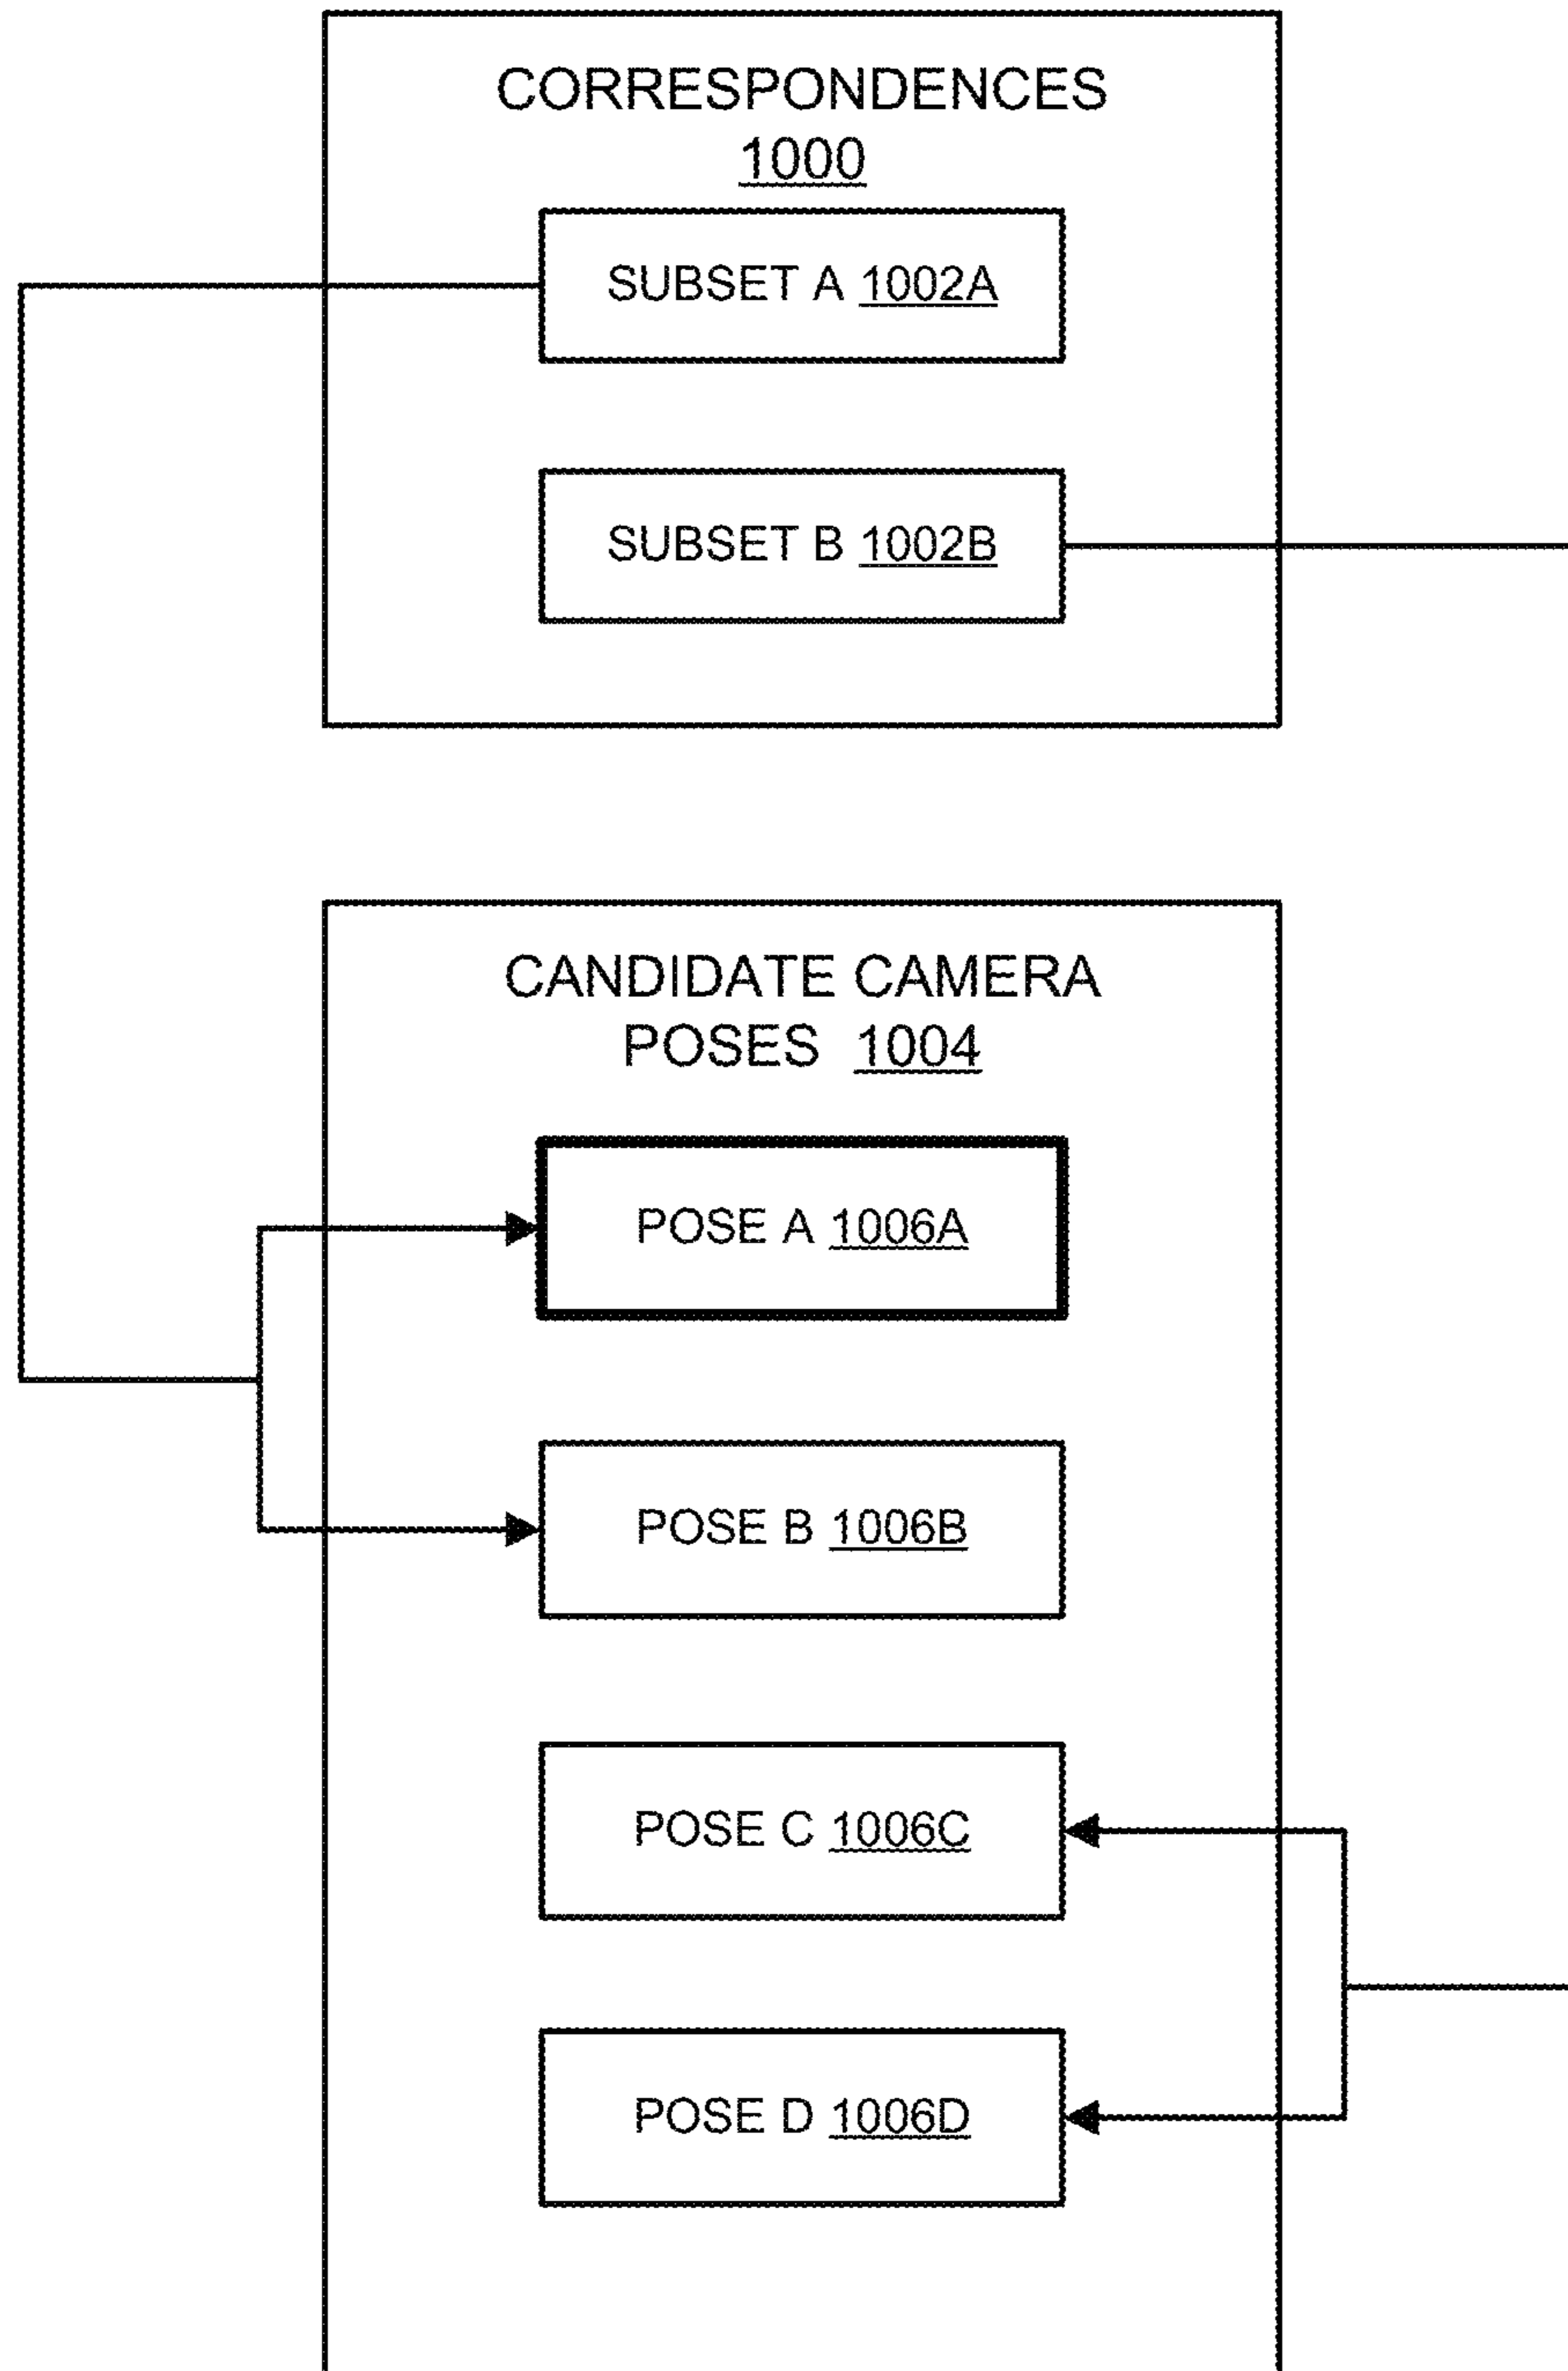 CORRESPONDENCES
1000
SUBSET A 1002A
SUBSET B 1002B
CANDIDATE CAMERA
POSES 1004
POSE A 1006A
POSE B 1006B
POSE C 1006C
POSE D 1006D